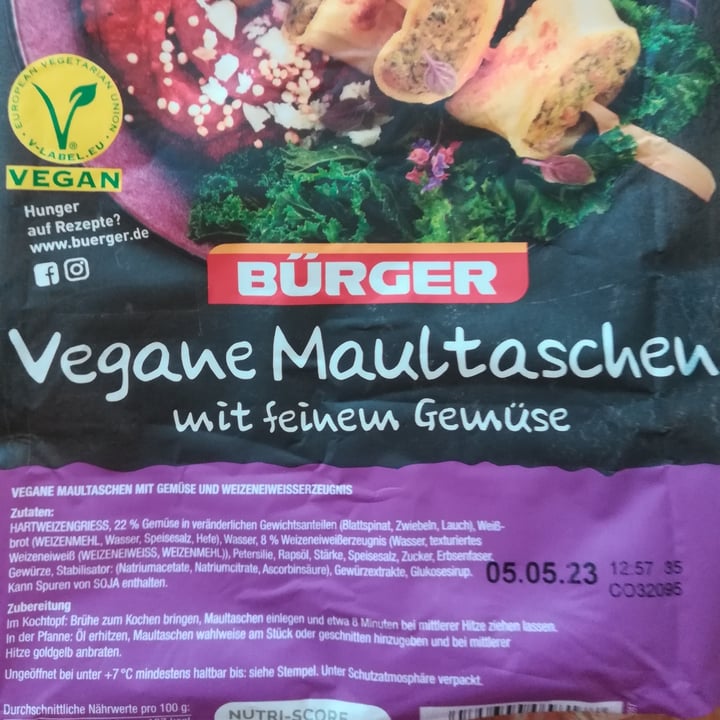 EUROPEAN VEGETARIAN UNION
V-LABEL.EU
VEGAN
Hunger
auf Rezepte?
www.buerger.de
BÜRGER
Vegane Maultaschen
mit feinem Gemüse
VEGANE MAULTASCHEN MIT GEMÜSE UND WEIZENEIWEISSERZEUGNIS
Zutaten:
HARTWEIZENGRIESS, 22 % Gemüse in veränderlichen Gewichtsanteilen (Blattspinat, Zwiebeln, Lauch), Weiß-
brot (WEIZENMEHL, Wasser, Speisesalz, Hefe), Wasser, 8 % Weizeneiweißerzeugnis (Wasser, texturiertes
Weizeneiweiß (WEIZENEIWEISS, WEIZENMEHL)), Petersilie, Rapsöl, Stärke, Speisesalz, Zucker, Erbsenfaser,
Gewürze, Stabilisator: (Natriumacetate, Natriumcitrate, Ascorbinsäure), Gewürzextrakte, Glukosesirup.
Kann Spuren von SOJA enthalten.
05.05.23 12:57 35
CO32095
Zubereitung
Im Kochtopf: Brühe zum Kochen bringen, Maultaschen einlegen und etwa 8 Minuten bei mittlerer Hitze ziehen lassen.
In der Pfanne: Öl erhitzen, Maultaschen wahlweise am Stück oder geschnitten hinzugeben und bei mittlerer
Hitze goldgelb anbraten.
Ungeöffnet bei unter +7 °C mindestens haltbar bis: siehe Stempel. Unter Schutzatmosphäre verpackt.
Durchschnittliche Nährwerte pro 100 g:
NUTRI-SCORE